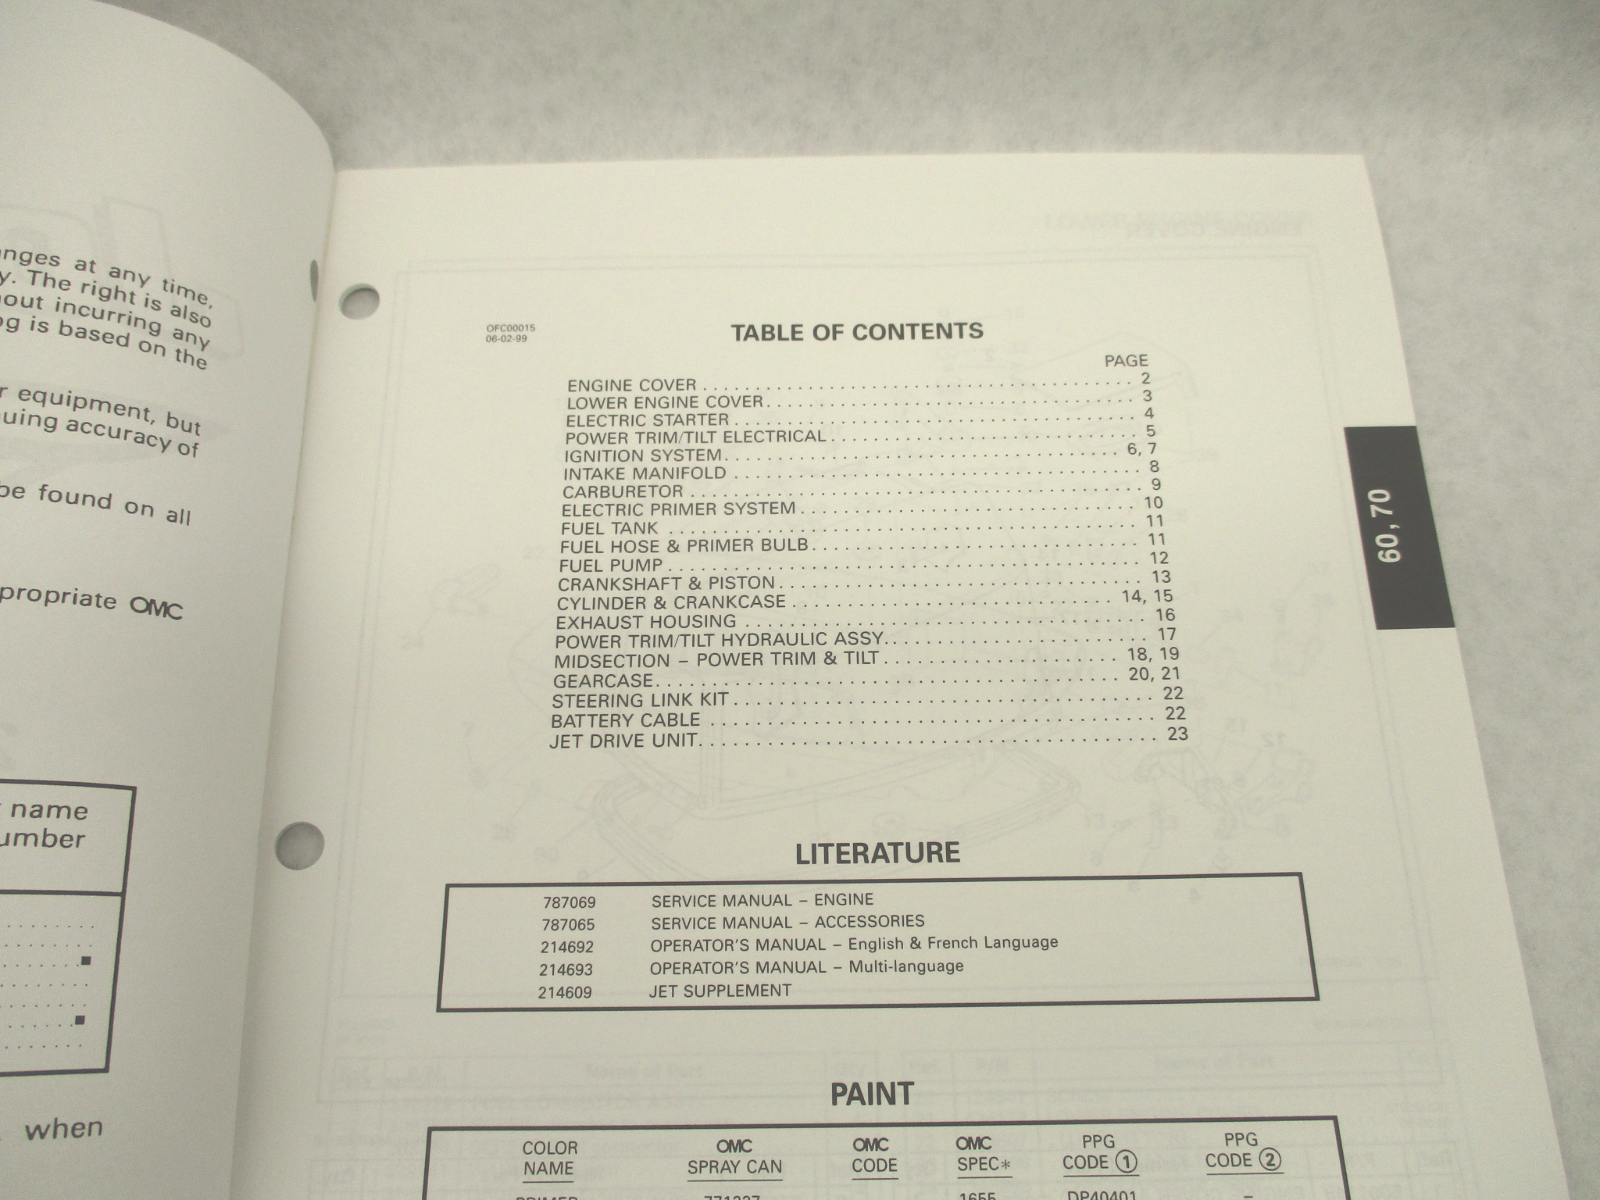 anges at any time,
y. The right is also
out incurring any
og is based on the
r equipment, but
uing accuracy of
be found on all
propriate OMC
name
umber
when
OFC00015
06-02-99
TABLE OF CONTENTS
PAGE
ENGINE COVER . . . . . . . . . . 2
LOWER ENGINE COVER . . . . . . . . . . 3
ELECTRIC STARTER . . . . . . . . . . 4
POWER TRIM/TILT ELECTRICAL . . . . . . . . . . 5
IGNITION SYSTEM . . . . . . . . . . 6, 7
INTAKE MANIFOLD . . . . . . . . . . 8
CARBURETOR . . . . . . . . . . 9
ELECTRIC PRIMER SYSTEM . . . . . . . . . . 10
FUEL TANK . . . . . . . . . . 11
FUEL HOSE & PRIMER BULB . . . . . . . . . . 11
FUEL PUMP . . . . . . . . . . 12
CRANKSHAFT & PISTON . . . . . . . . . . 13
CYLINDER & CRANKCASE . . . . . . . . . . 14, 15
EXHAUST HOUSING . . . . . . . . . . 16
POWER TRIM/TILT HYDRAULIC ASSY. . . . . . . . . . . 17
MIDSECTION – POWER TRIM & TILT . . . . . . . . . . 18, 19
GEARCASE . . . . . . . . . . 20, 21
STEERING LINK KIT . . . . . . . . . . 22
BATTERY CABLE . . . . . . . . . . 22
JET DRIVE UNIT . . . . . . . . . . 23
60, 70
LITERATURE
787069 SERVICE MANUAL – ENGINE
787065 SERVICE MANUAL – ACCESSORIES
214692 OPERATOR'S MANUAL – English & French Language
214693 OPERATOR'S MANUAL – Multi-language
214609 JET SUPPLEMENT
PAINT
COLOR OMC OMC OMC PPG PPG
NAME SPRAY CAN CODE SPEC* CODE ① CODE ②
PRIMER 771237 1655 DP40401 –